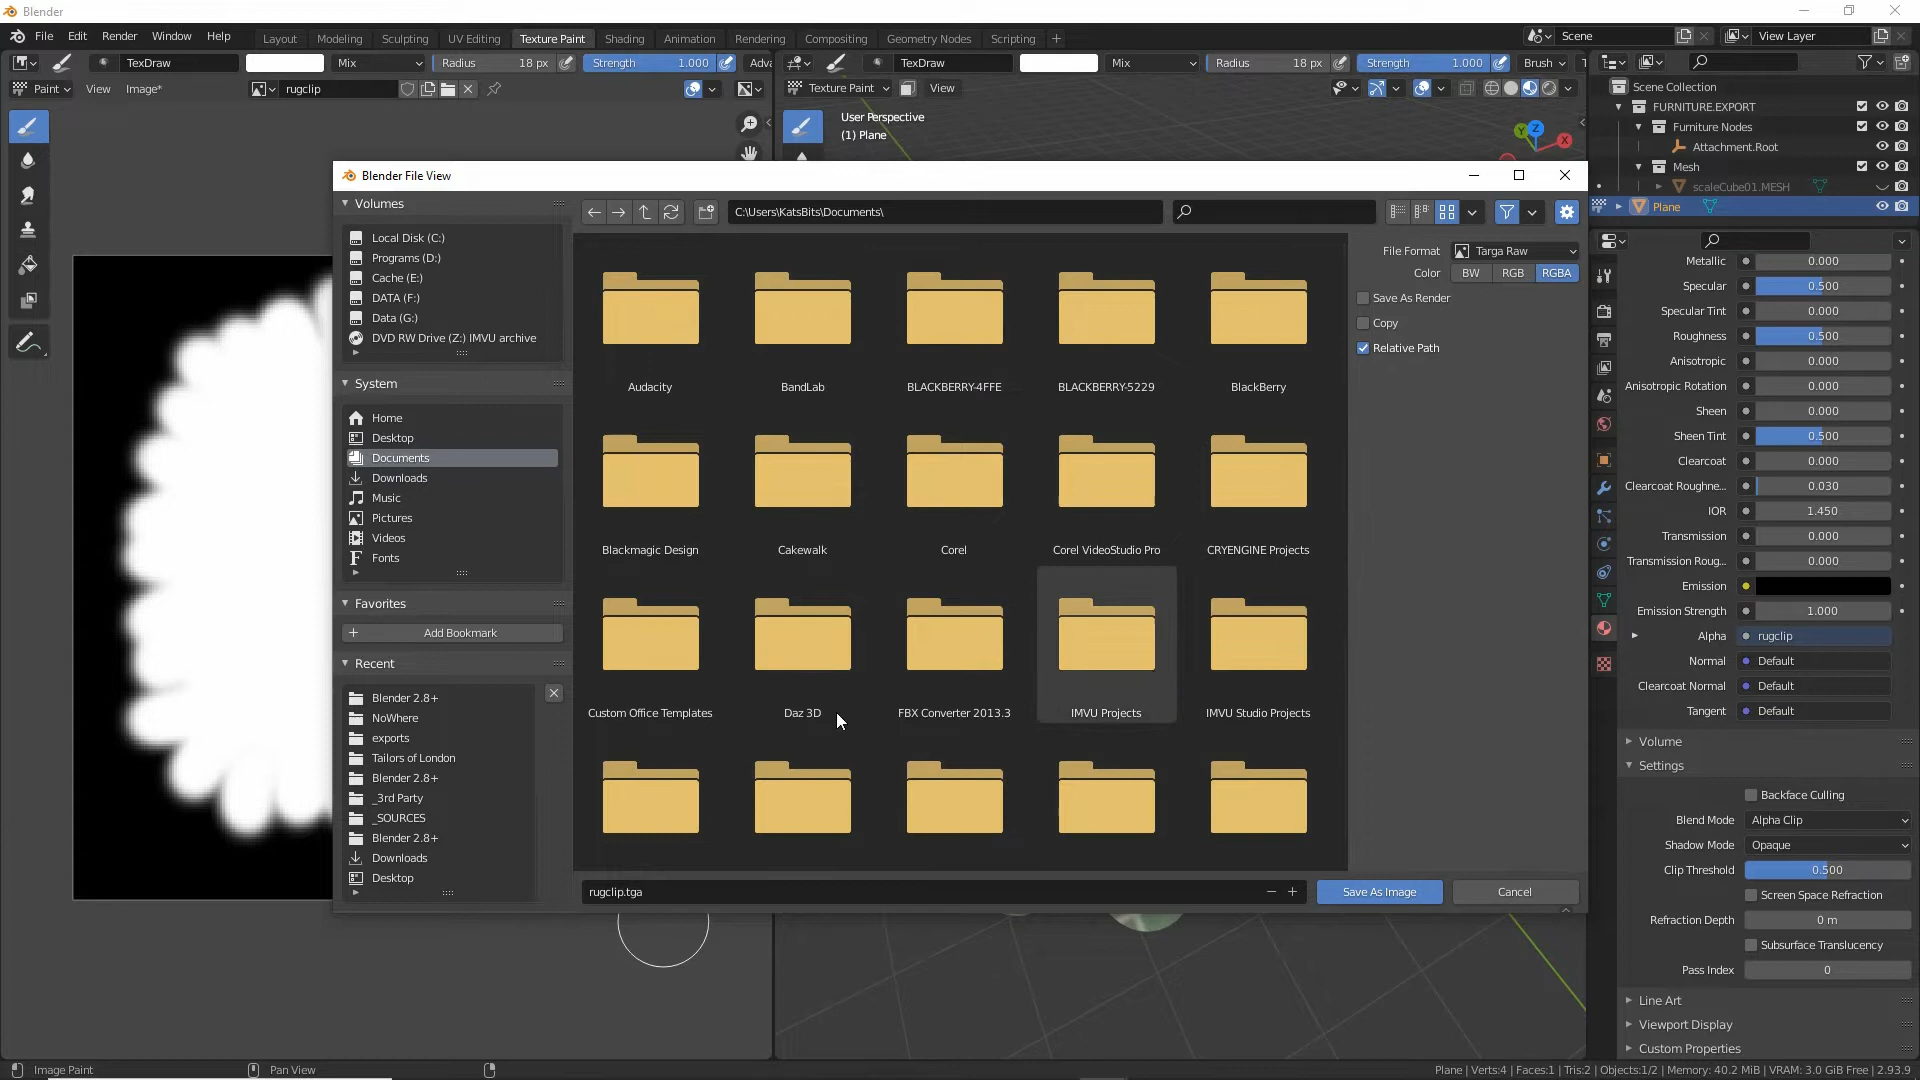 Blender
File Edit Render Window Help
Layout Modeling Sculpting UV Editing Texture Paint Shading Animation Rendering Compositing Geometry Nodes Scripting
Scene
View Layer
TexDraw Mix Radius 18 px Strength 1.000 Adva
TexDraw Mix Radius 18 px Strength 1.000 Brush
Paint View Image* rugclip
Texture Paint View
User Perspective
(1) Plane
Scene Collection
FURNITURE.EXPORT
Furniture Nodes
Attachment.Root
Mesh
scaleCube01.MESH
Plane
Blender File View
Volumes
Local Disk (C:)
Programs (D:)
Cache (E:)
DATA (F:)
Data (G:)
DVD RW Drive (Z:) IMVU archive
System
Home
Desktop
Documents
Downloads
Music
Pictures
Videos
Fonts
Favorites
Add Bookmark
Recent
Blender 2.8+
NoWhere
exports
Tailors of London
Blender 2.8+
_3rd Party
_SOURCES
Blender 2.8+
Downloads
Desktop
C:\Users\KatsBits\Documents\
Audacity BandLab BLACKBERRY-4FFE BLACKBERRY-5229 BlackBerry
Blackmagic Design Cakewalk Corel Corel VideoStudio Pro CRYENGINE Projects
Custom Office Templates Daz 3D FBX Converter 2013.3 IMVU Projects IMVU Studio Projects
File Format Targa Raw
Color BW RGB RGBA
Save As Render
Copy
Relative Path
rugclip.tga
Save As Image
Cancel
Metallic 0.000
Specular 0.500
Specular Tint 0.000
Roughness 0.500
Anisotropic 0.000
Anisotropic Rotation 0.000
Sheen 0.000
Sheen Tint 0.500
Clearcoat 0.000
Clearcoat Roughne... 0.030
IOR 1.450
Transmission 0.000
Transmission Roug... 0.000
Emission
Emission Strength 1.000
Alpha rugclip
Normal Default
Clearcoat Normal Default
Tangent Default
Volume
Settings
Backface Culling
Blend Mode Alpha Clip
Shadow Mode Opaque
Clip Threshold 0.500
Screen Space Refraction
Refraction Depth 0 m
Subsurface Translucency
Pass Index 0
Line Art
Viewport Display
Custom Properties
Image Paint Pan View
Plane | Verts:4 | Faces:1 | Tris:2 | Objects:1/2 | Memory: 40.2 MiB | VRAM: 3.0 GiB Free | 2.93.9